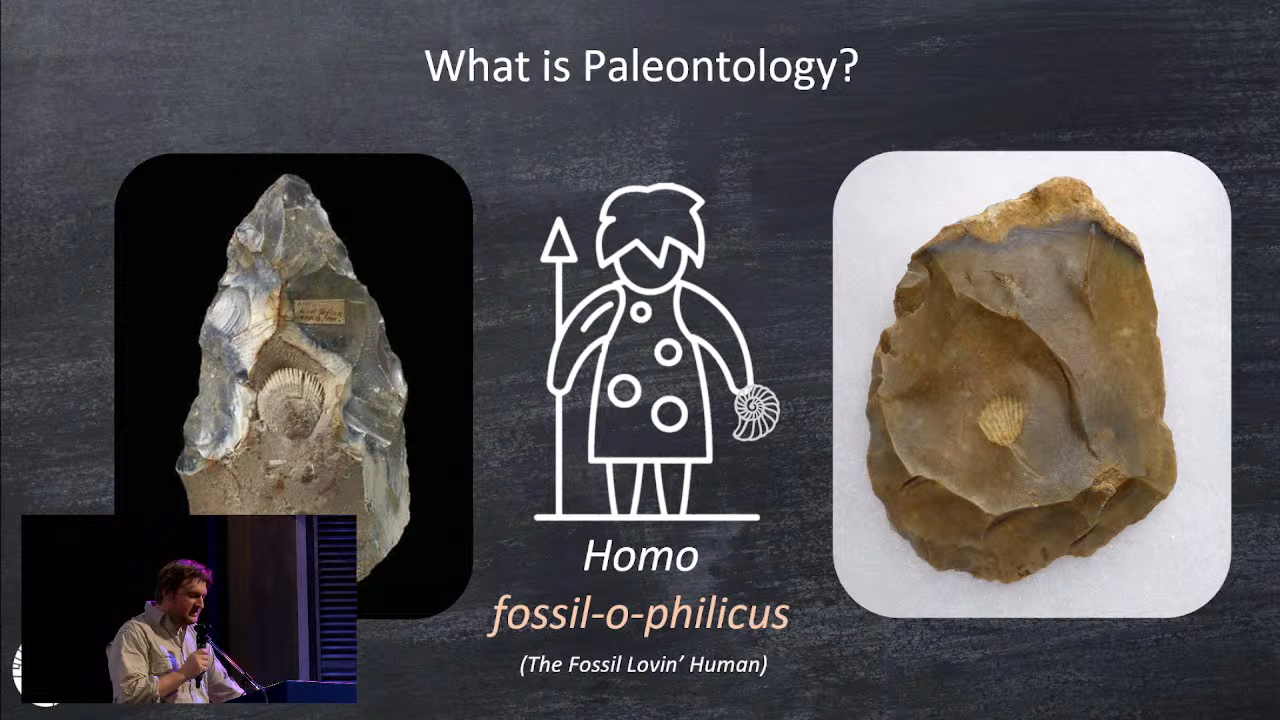 What is Paleontology?
Homo
fossil-o-philicus
(The Fossil Lovin’ Human)